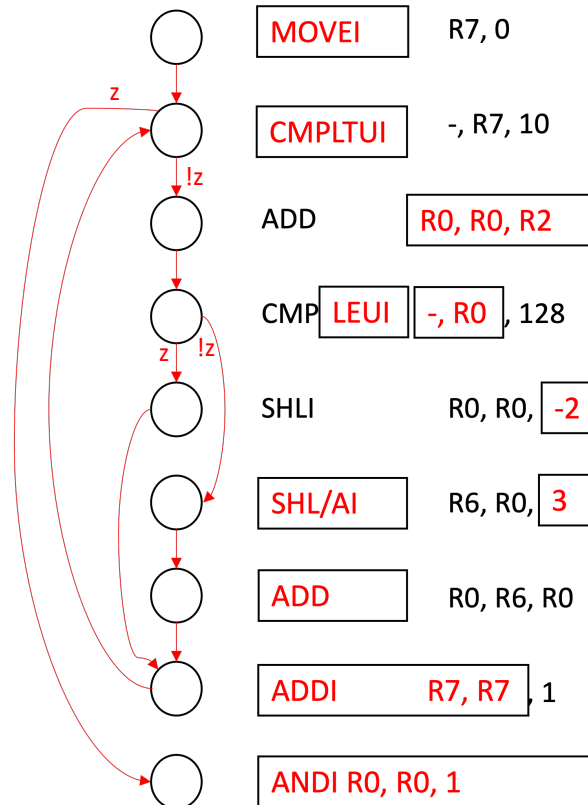 MOVEI R7, 0
z
CMPLTUI -, R7, 10
!z
ADD R0, R0, R2
CMP LEUI -, R0 , 128
z !z
SHLI R0, R0, -2
SHL/AI R6, R0, 3
ADD R0, R6, R0
ADDI R7, R7 , 1
ANDI R0, R0, 1